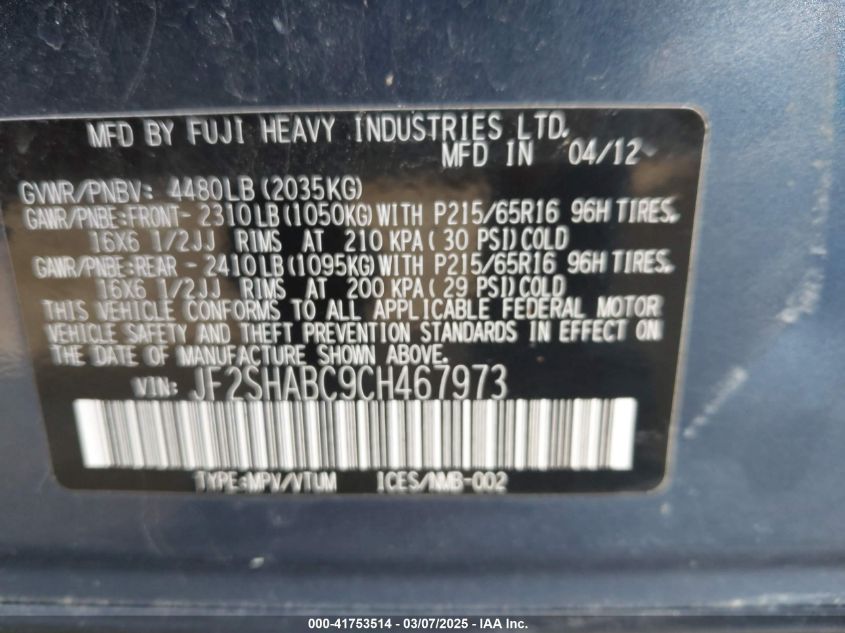 MFD BY FUJI HEAVY INDUSTRIES LTD.
MFD IN 04/12
GVWR/PNBV: 4480LB(2035KG)
GAWR/PNBE:FRONT- 2310LB(1050KG)WITH P215/65R16 96H TIRES.
16X6 1/2JJ RIMS AT 210 KPA(30 PSI)COLD
GAWR/PNBE:REAR - 2410LB(1095KG)WITH P215/65R16 96H TIRES.
16X6 1/2JJ RIMS AT 200 KPA(29 PSI)COLD
THIS VEHICLE CONFORMS TO ALL APPLICABLE FEDERAL MOTOR
VEHICLE SAFETY AND THEFT PREVENTION STANDARDS IN EFFECT ON
THE DATE OF MANUFACTURE SHOWN ABOVE.
VIN: JF2SHABC9CH467973
TYPE:MPV/VTUM ICES/NMB-002
000-41753514 - 03/07/2025 - IAA Inc.